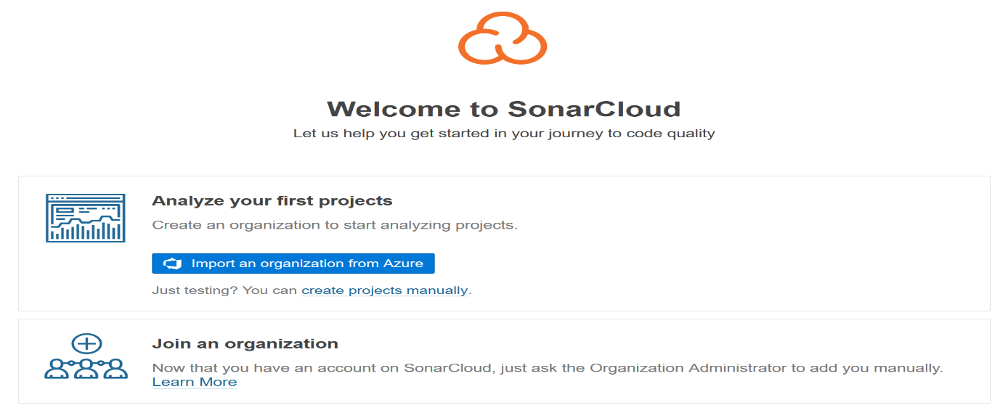 Welcome to SonarCloud
Let us help you get started in your journey to code quality
Analyze your first projects
Create an organization to start analyzing projects.
Import an organization from Azure
Just testing? You can create projects manually.
Join an organization
Now that you have an account on SonarCloud, just ask the Organization Administrator to add you manually.
Learn More